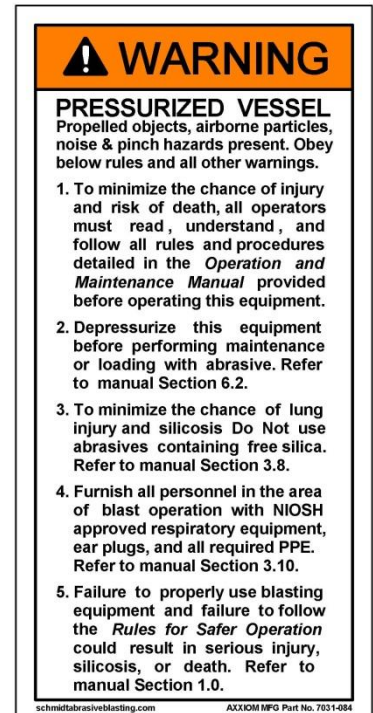 WARNING
PRESSURIZED VESSEL
Propelled objects, airborne particles,
noise & pinch hazards present. Obey
below rules and all other warnings.
1. To minimize the chance of injury
and risk of death, all operators
must read, understand, and
follow all rules and procedures
detailed in the Operation and
Maintenance Manual provided
before operating this equipment.
2. Depressurize this equipment
before performing maintenance
or loading with abrasive. Refer
to manual Section 6.2.
3. To minimize the chance of lung
injury and silicosis Do Not use
abrasives containing free silica.
Refer to manual Section 3.8.
4. Furnish all personnel in the area
of blast operation with NIOSH
approved respiratory equipment,
ear plugs, and all required PPE.
Refer to manual Section 3.10.
5. Failure to properly use blasting
equipment and failure to follow
the Rules for Safer Operation
could result in serious injury,
silicosis, or death. Refer to
manual Section 1.0.
schmidtabrasiveblasting.com AXXIOM MFG Part No. 7031-084